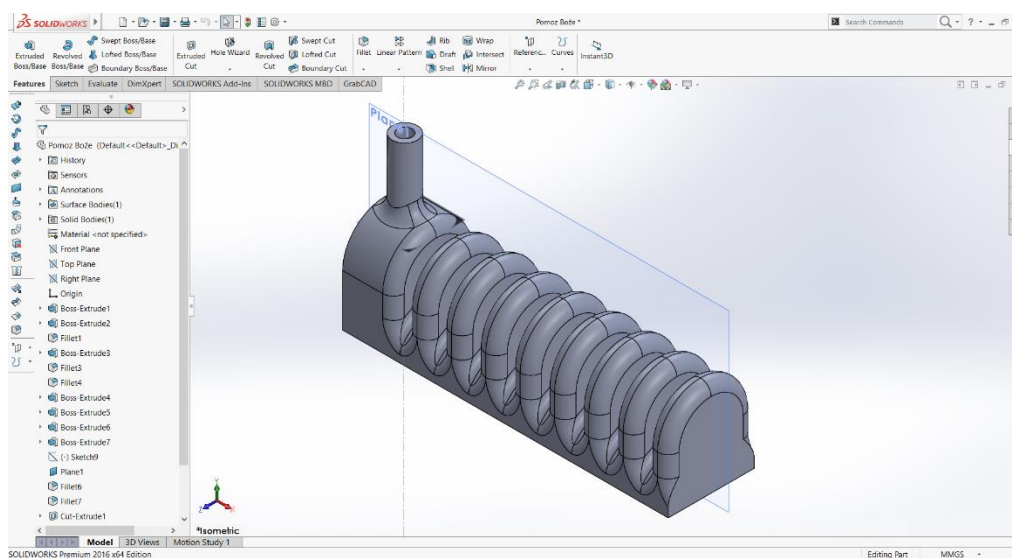 SOLIDWORKS
Pomoz Bože *
Search Commands
Extruded Boss/Base
Revolved Boss/Base
Swept Boss/Base
Lofted Boss/Base
Boundary Boss/Base
Extruded Cut
Hole Wizard
Revolved Cut
Swept Cut
Lofted Cut
Boundary Cut
Fillet
Linear Pattern
Rib
Draft
Shell
Wrap
Intersect
Mirror
Referenc...
Curves
Instant3D
Features
Sketch
Evaluate
DimXpert
SOLIDWORKS Add-Ins
SOLIDWORKS MBD
GrabCAD
Pomoz Bože (Default<<Default>_Di
History
Sensors
Annotations
Surface Bodies(1)
Solid Bodies(1)
Material <not specified>
Front Plane
Top Plane
Right Plane
Origin
Boss-Extrude1
Boss-Extrude2
Fillet1
Boss-Extrude3
Fillet3
Fillet4
Boss-Extrude4
Boss-Extrude5
Boss-Extrude6
Boss-Extrude7
(-) Sketch9
Plane1
Fillet6
Fillet7
Cut-Extrude1
Y
Z
X
*Isometric
Model
3D Views
Motion Study 1
SOLIDWORKS Premium 2016 x64 Edition
Editing Part
MMGS